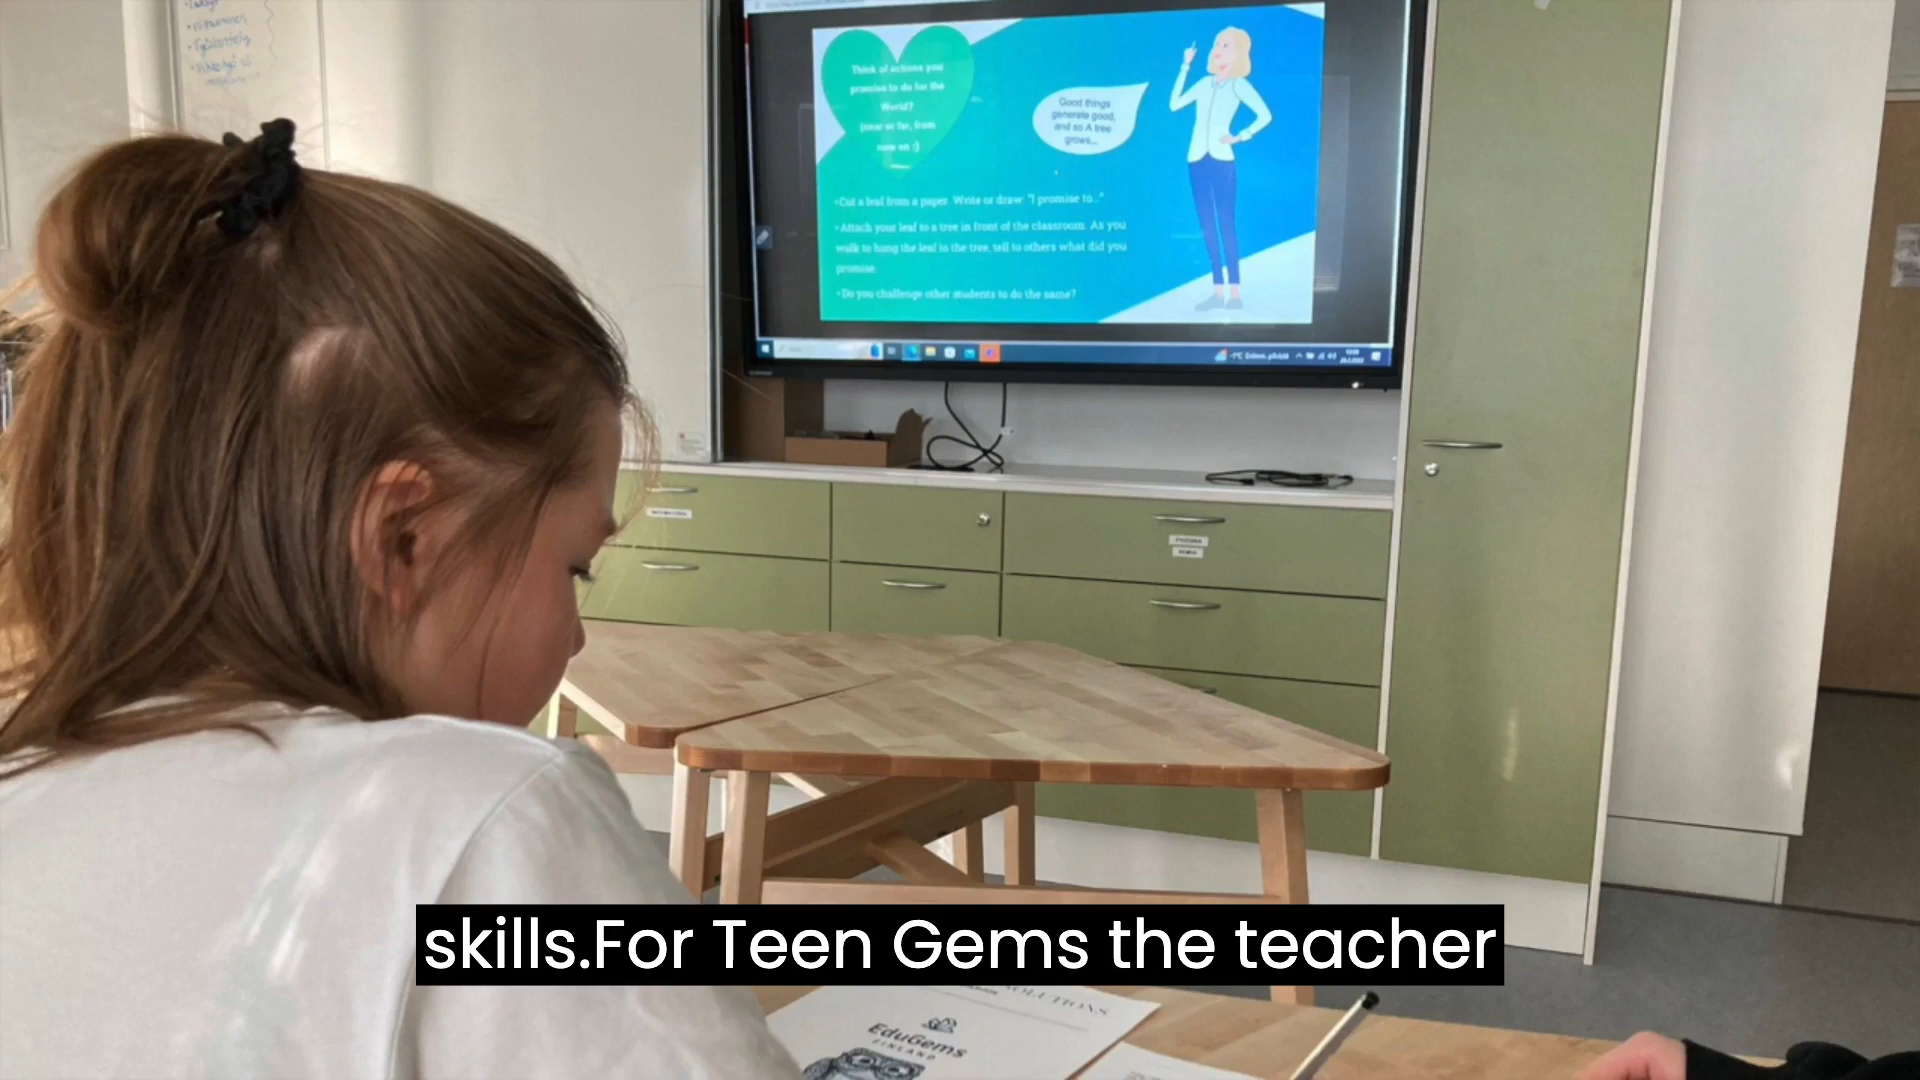 Think of actions you
promise to do for the
World?
(near or far, from
now on :)
Good things
generate good,
and so A tree
grows...
•Cut a leaf from a paper. Write or draw: "I promise to..."
•Attach your leaf to a tree in front of the classroom. As you
walk to hang the leaf to the tree, tell to others what did you
promise.
•Do you challenge other students to do the same?
skills.For Teen Gems the teacher
SOLUTIONS
EduGems
FINLAND